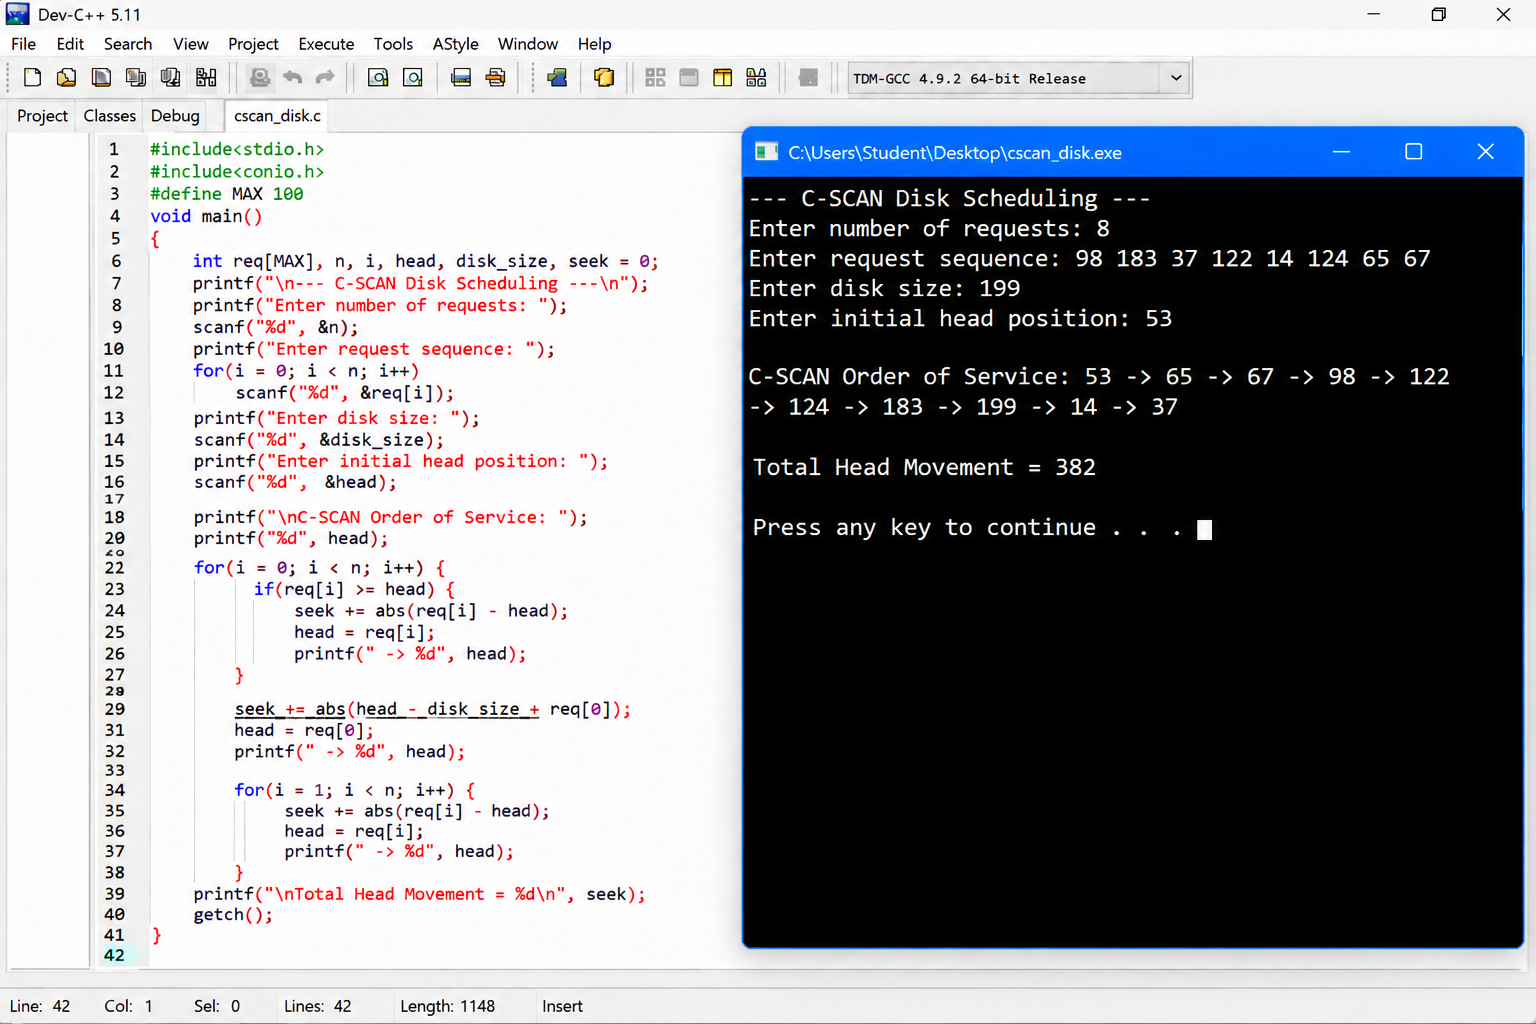 Dev-C++ 5.11
File Edit Search View Project Execute Tools AStyle Window Help
TDM-GCC 4.9.2 64-bit Release
Project Classes Debug cscan_disk.c
1 #include<stdio.h>
2 #include<conio.h>
3 #define MAX 100
4 void main()
5 {
6 int req[MAX], n, i, head, disk_size, seek = 0;
7 printf("\n--- C-SCAN Disk Scheduling ---\n");
8 printf("Enter number of requests: ");
9 scanf("%d", &n);
10 printf("Enter request sequence: ");
11 for(i = 0; i < n; i++)
12 scanf("%d", &req[i]);
13 printf("Enter disk size: ");
14 scanf("%d", &disk_size);
15 printf("Enter initial head position: ");
16 scanf("%d", &head);
17
18 printf("\nC-SCAN Order of Service: ");
20 printf("%d", head);
22 for(i = 0; i < n; i++) {
23 if(req[i] >= head) {
24 seek += abs(req[i] - head);
25 head = req[i];
26 printf(" -> %d", head);
27 }
29 seek += abs(head - disk_size + req[0]);
31 head = req[0];
32 printf(" -> %d", head);
33
34 for(i = 1; i < n; i++) {
35 seek += abs(req[i] - head);
36 head = req[i];
37 printf(" -> %d", head);
38 }
39 printf("\nTotal Head Movement = %d\n", seek);
40 getch();
41 }
42
C:\Users\Student\Desktop\cscan_disk.exe
--- C-SCAN Disk Scheduling ---
Enter number of requests: 8
Enter request sequence: 98 183 37 122 14 124 65 67
Enter disk size: 199
Enter initial head position: 53
C-SCAN Order of Service: 53 -> 65 -> 67 -> 98 -> 122
-> 124 -> 183 -> 199 -> 14 -> 37
Total Head Movement = 382
Press any key to continue . . .
Line: 42 Col: 1 Sel: 0 Lines: 42 Length: 1148 Insert